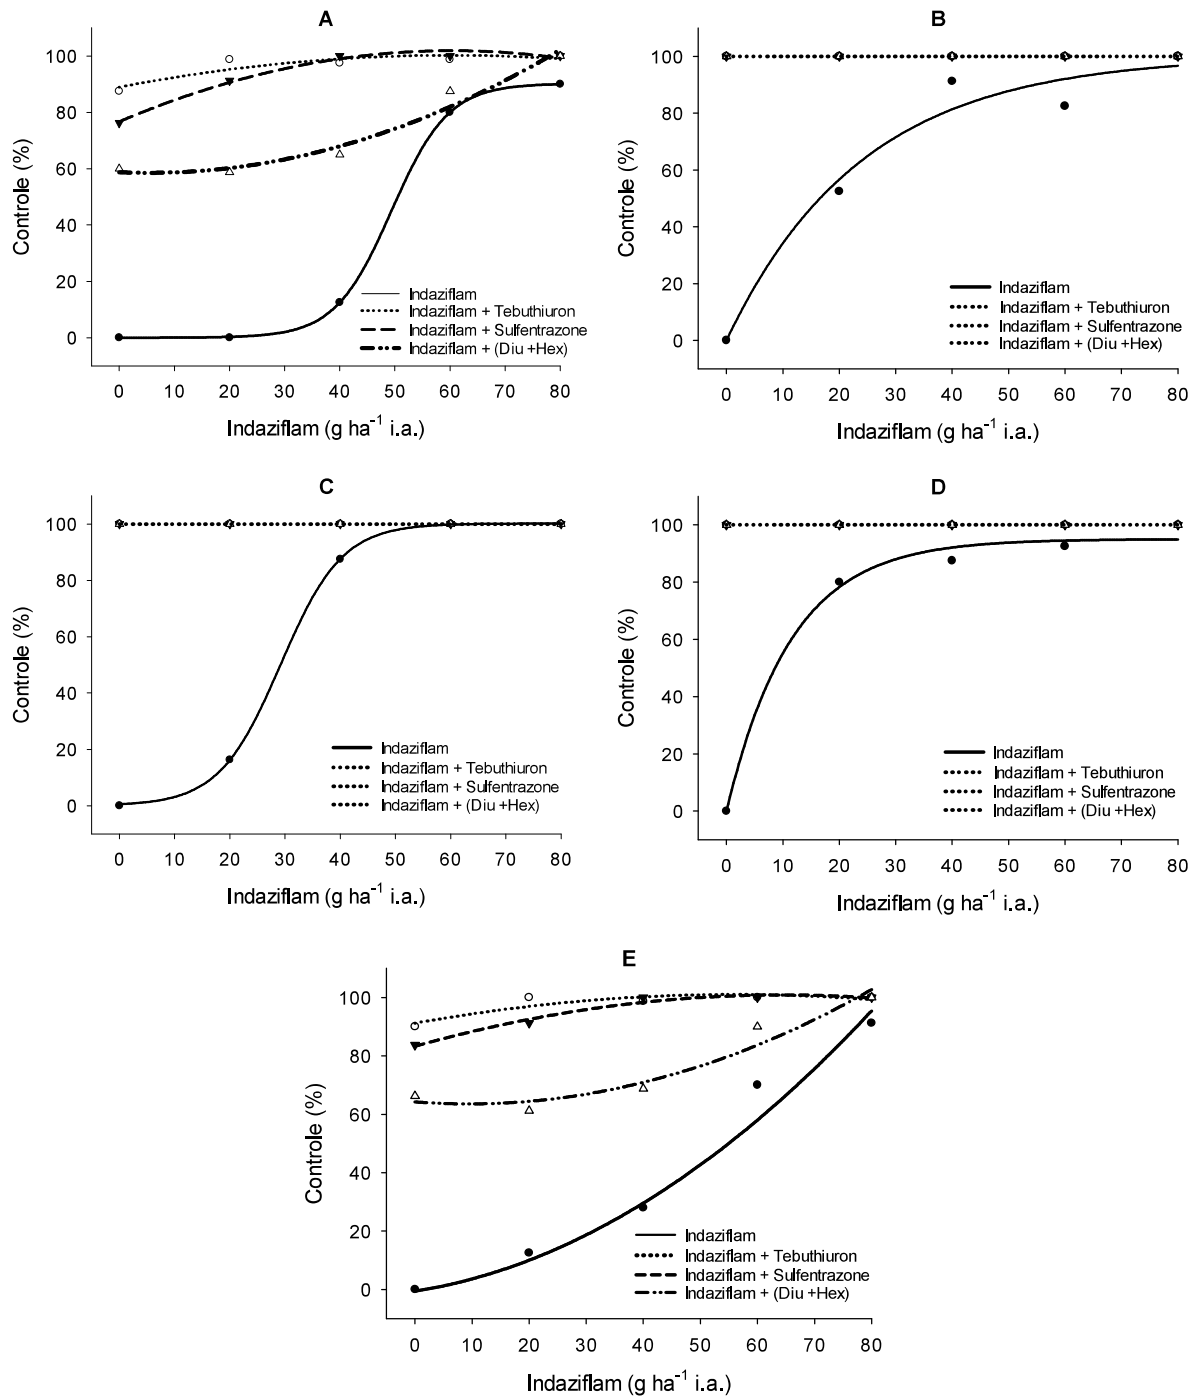 A
Controle (%)
100
80
60
40
20
0
Indaziflam
Indaziflam + Tebuthiuron
Indaziflam + Sulfentrazone
Indaziflam + (Diu +Hex)
0 10 20 30 40 50 60 70 80
Indaziflam (g ha⁻¹ i.a.)
B
Controle (%)
100
80
60
40
20
0
Indaziflam
Indaziflam + Tebuthiuron
Indaziflam + Sulfentrazone
Indaziflam + (Diu +Hex)
0 10 20 30 40 50 60 70 80
Indaziflam (g ha⁻¹ i.a.)
C
Controle (%)
100
80
60
40
20
0
Indaziflam
Indaziflam + Tebuthiuron
Indaziflam + Sulfentrazone
Indaziflam + (Diu +Hex)
0 10 20 30 40 50 60 70 80
Indaziflam (g ha⁻¹ i.a.)
D
Controle (%)
100
80
60
40
20
0
Indaziflam
Indaziflam + Tebuthiuron
Indaziflam + Sulfentrazone
Indaziflam + (Diu +Hex)
0 10 20 30 40 50 60 70 80
Indaziflam (g ha⁻¹ i.a.)
E
Controle (%)
100
80
60
40
20
0
Indaziflam
Indaziflam + Tebuthiuron
Indaziflam + Sulfentrazone
Indaziflam + (Diu +Hex)
0 10 20 30 40 50 60 70 80
Indaziflam (g ha⁻¹ i.a.)